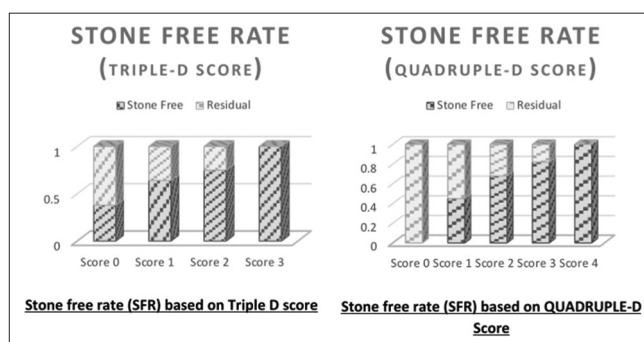 STONE FREE RATE
(TRIPLE-D SCORE)
Stone Free Residual
1
0.5
0
Score 0 Score 1 Score 2 Score 3
Stone free rate (SFR) based on Triple D score
STONE FREE RATE
(QUADRUPLE-D SCORE)
Stone Free Residual
1
0.8
0.6
0.4
0.2
0
Score 0 Score 1 Score 2 Score 3 Score 4
Stone free rate (SFR) based on QUADRUPLE-D
Score